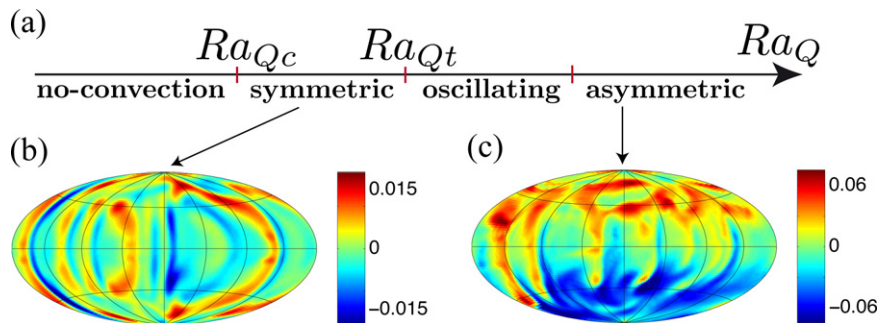 (a)
Ra_{Qc} Ra_{Qt} Ra_Q
no-convection symmetric oscillating asymmetric
(b) (c)
0.015 0.06
0 0
−0.015 −0.06